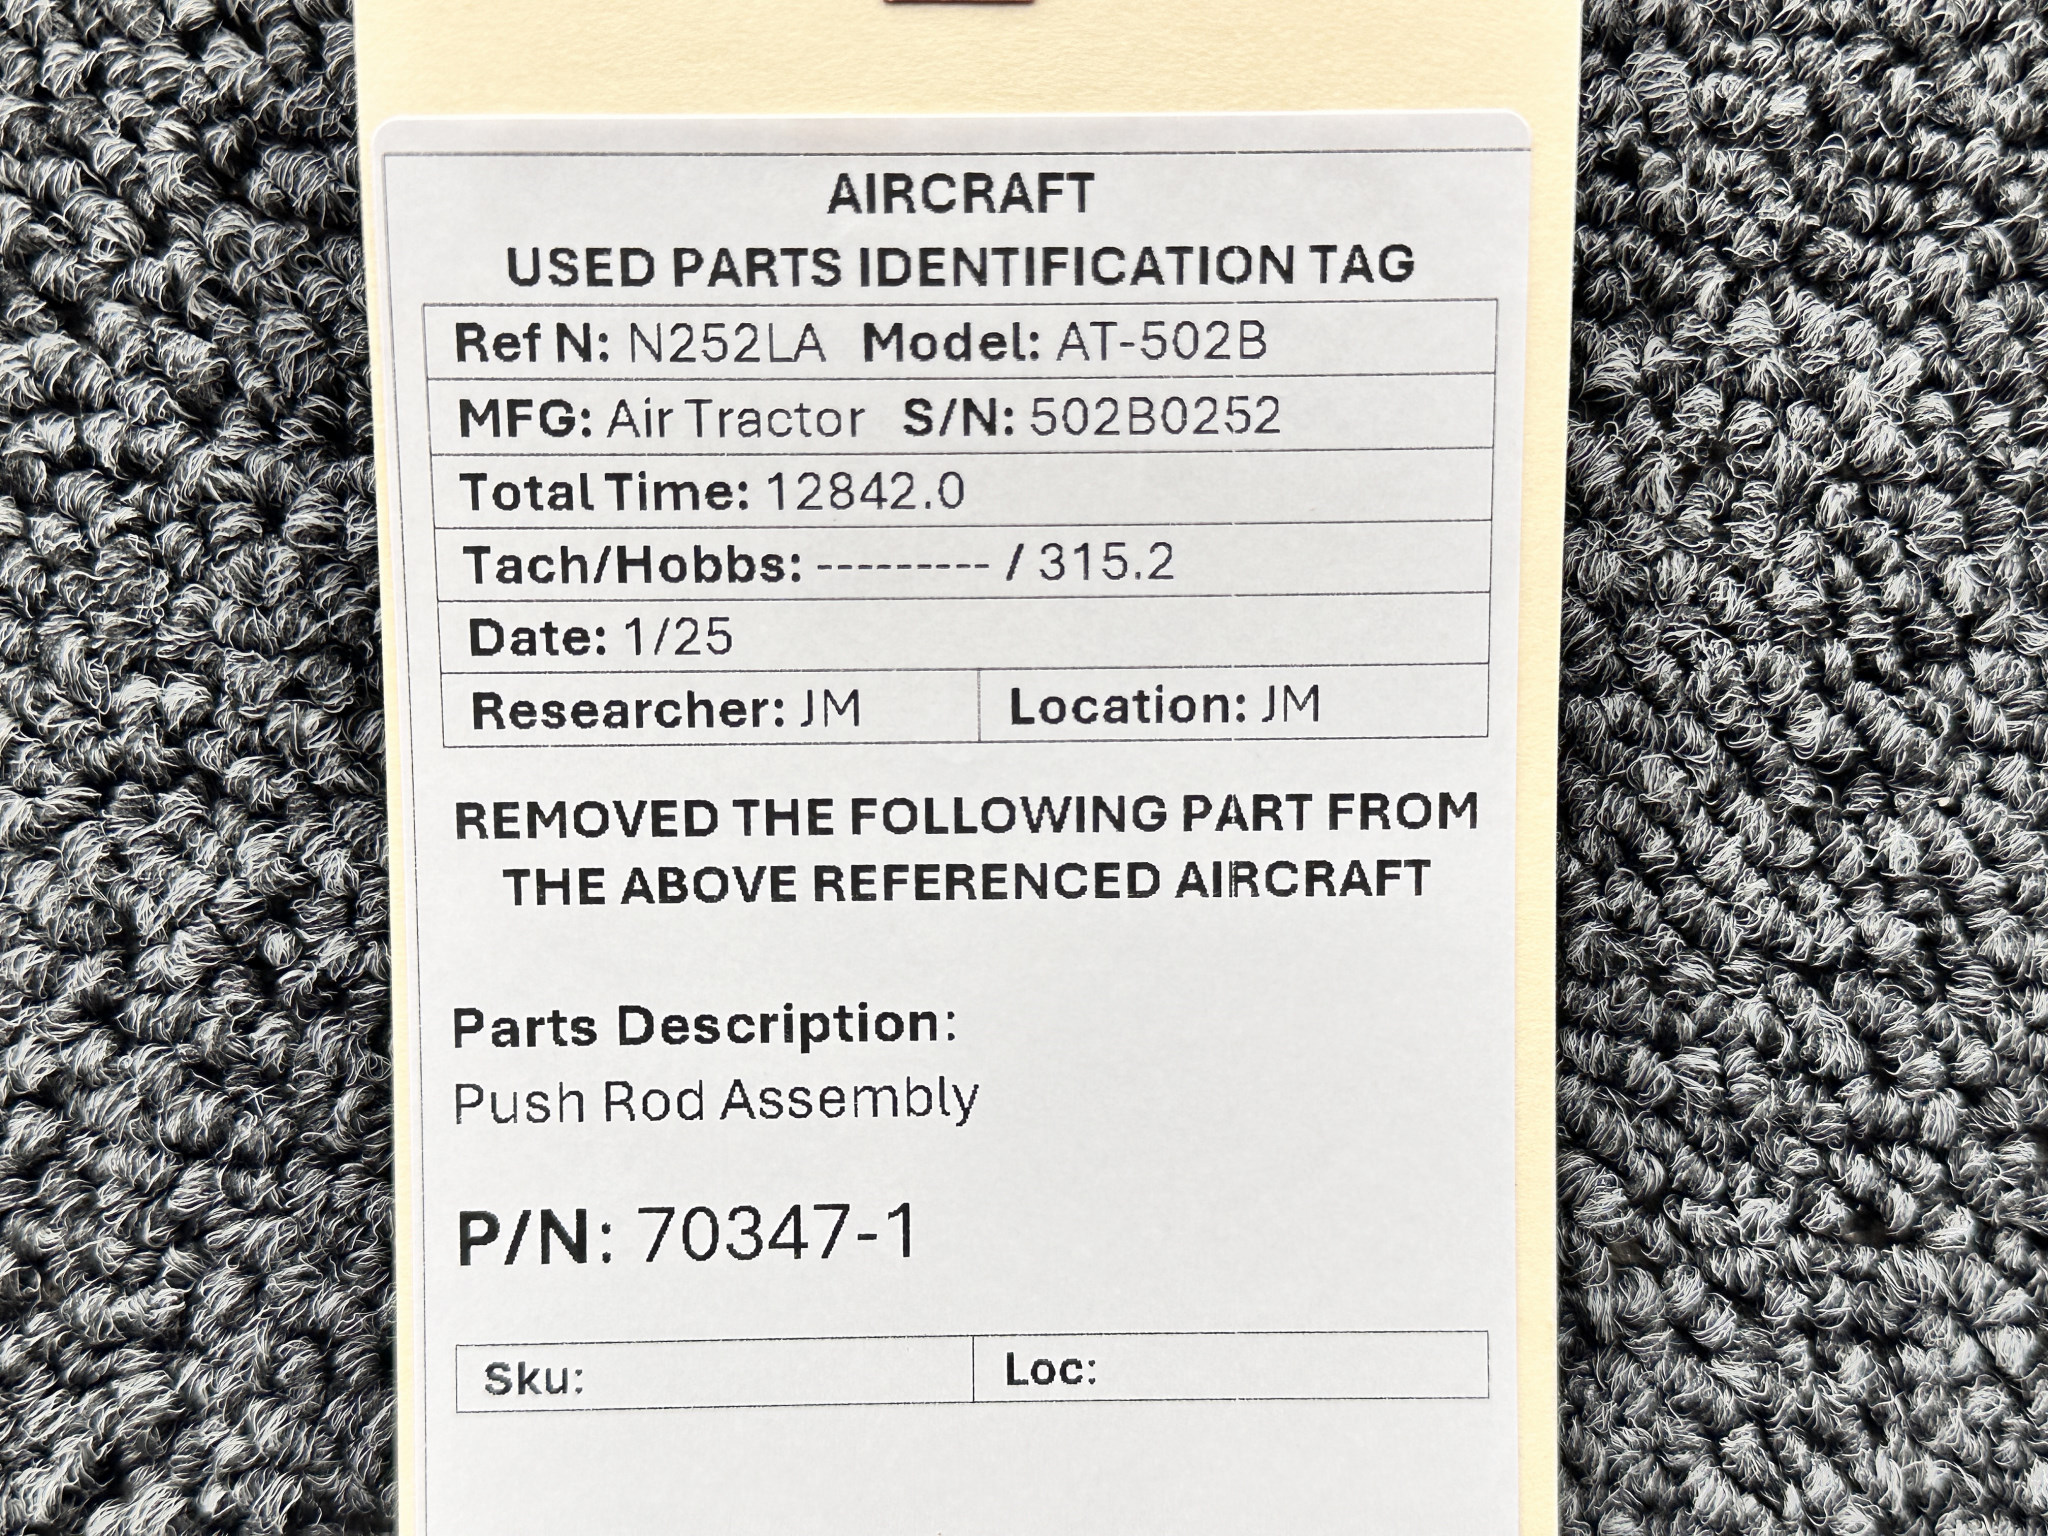 AIRCRAFT
USED PARTS IDENTIFICATION TAG
Ref N: N252LA Model: AT-502B
MFG: Air Tractor S/N: 502B0252
Total Time: 12842.0
Tach/Hobbs: --------- / 315.2
Date: 1/25
Researcher: JM Location: JM
REMOVED THE FOLLOWING PART FROM
THE ABOVE REFERENCED AIRCRAFT
Parts Description:
Push Rod Assembly
P/N: 70347-1
Sku: Loc: